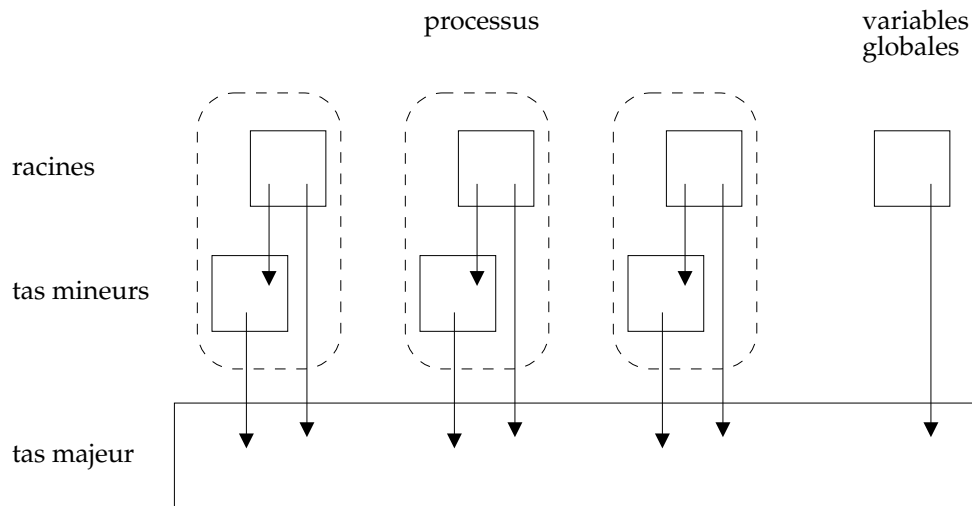 processus
variables
globales
racines
tas mineurs
tas majeur